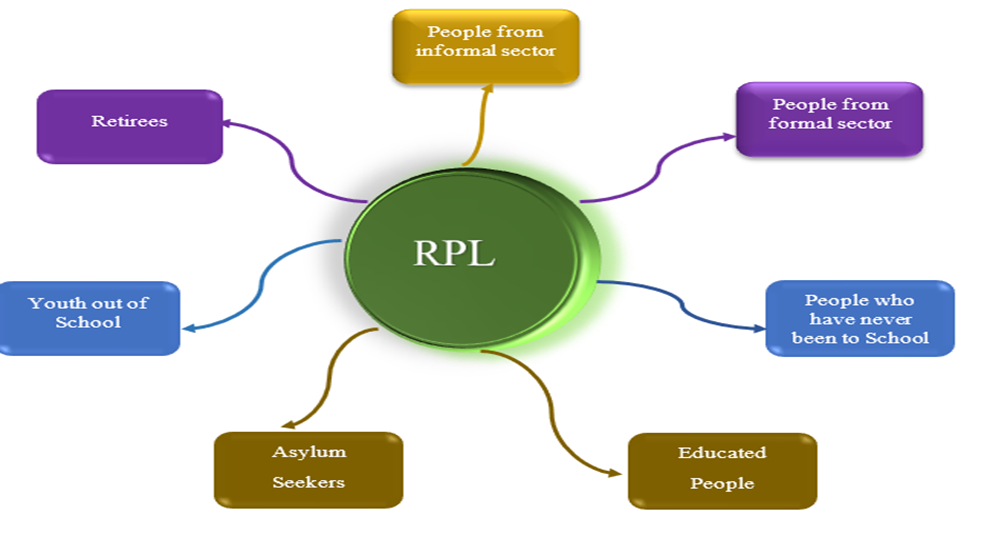 People from
informal sector
People from
formal sector
Retirees
RPL
Youth out of
School
People who
have never
been to School
Asylum
Seekers
Educated
People